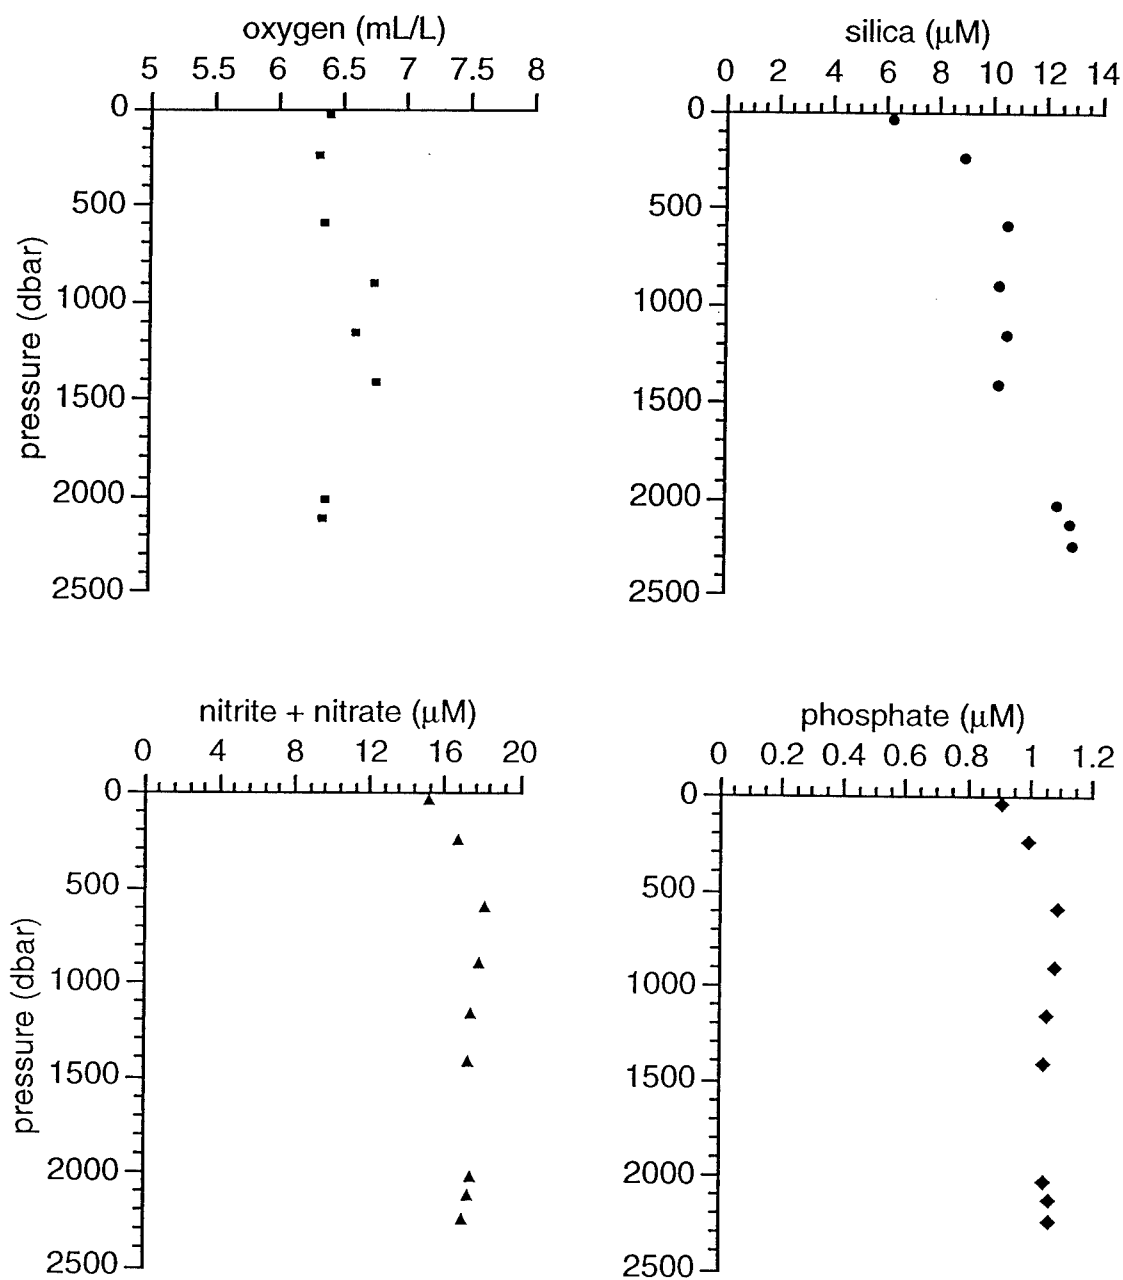 oxygen (mL/L)
5 5.5 6 6.5 7 7.5 8
0
500
1000
1500
2000
2500
pressure (dbar)
silica (μM)
0 2 4 6 8 10 12 14
0
500
1000
1500
2000
2500
nitrite + nitrate (μM)
0 4 8 12 16 20
0
500
1000
1500
2000
2500
pressure (dbar)
phosphate (μM)
0 0.2 0.4 0.6 0.8 1 1.2
0
500
1000
1500
2000
2500